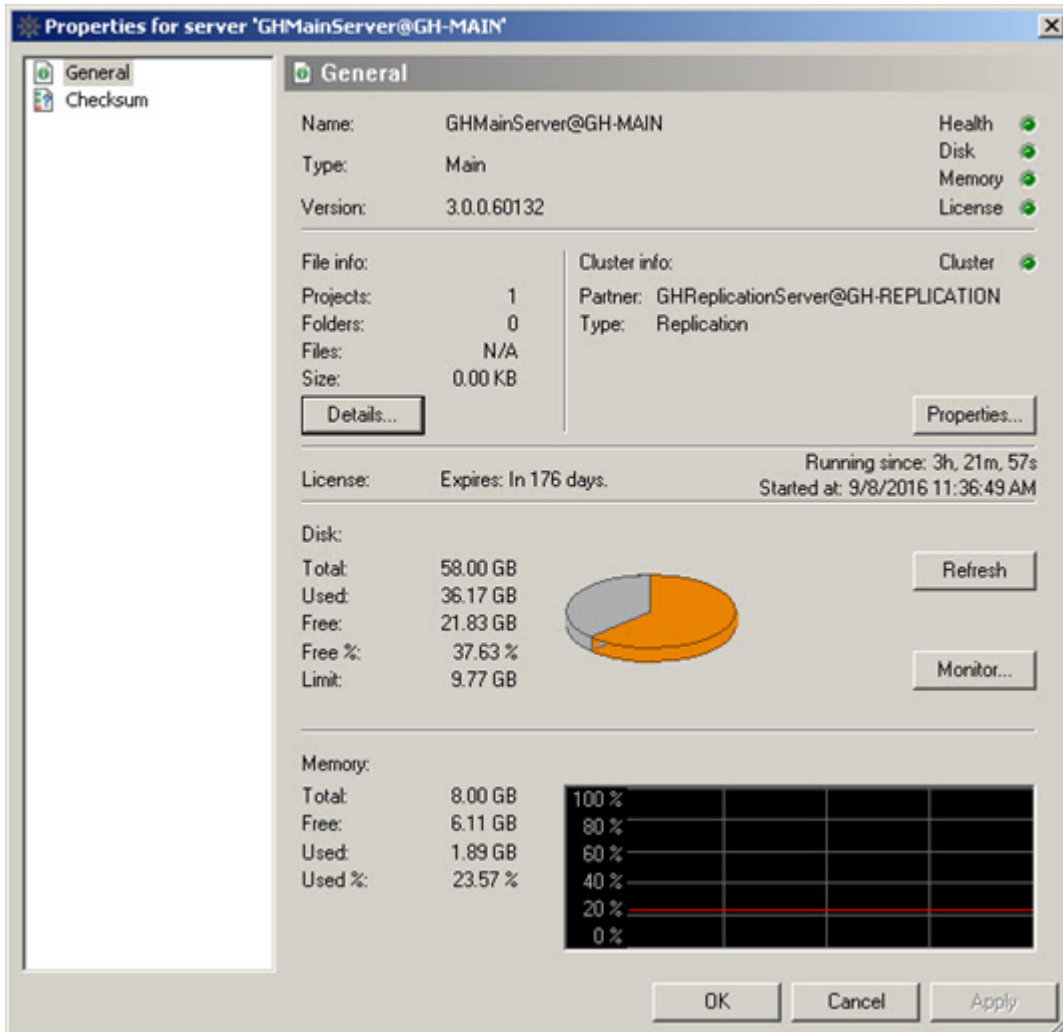 Properties for server 'GHMainServer@GH-MAIN'
General
Checksum
General
Name: GHMainServer@GH-MAIN
Health
Type: Main
Disk
Memory
Version: 3.0.0.60132
License
File info:
Projects: 1
Folders: 0
Files: N/A
Size: 0.00 KB
Details...
Cluster info:
Cluster
Partner: GHReplicationServer@GH-REPLICATION
Type: Replication
Properties...
License: Expires: In 176 days.
Running since: 3h, 21m, 57s
Started at: 9/8/2016 11:36:49 AM
Disk:
Total: 58.00 GB
Used: 36.17 GB
Free: 21.83 GB
Free %: 37.63 %
Limit: 9.77 GB
Refresh
Monitor...
Memory:
Total: 8.00 GB
Free: 6.11 GB
Used: 1.89 GB
Used %: 23.57 %
100 %
80 %
60 %
40 %
20 %
0 %
OK
Cancel
Apply